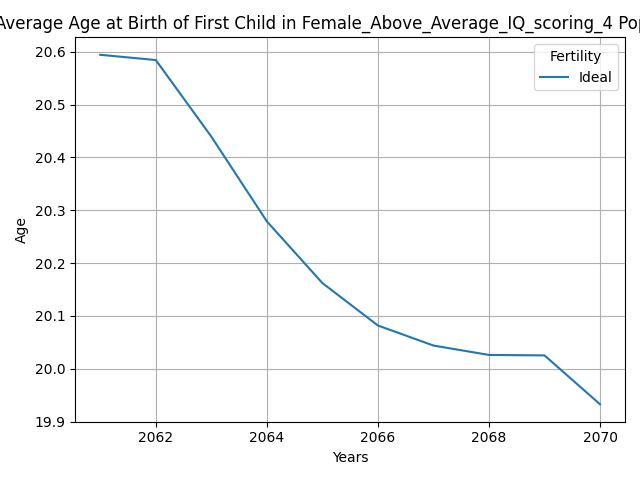 Average Age at Birth of First Child in Female_Above_Average_IQ_scoring_4
Fertility
Ideal
20.6
20.5
20.4
20.3
20.2
20.1
20.0
19.9
Age
2062 2064 2066 2068 2070
Years